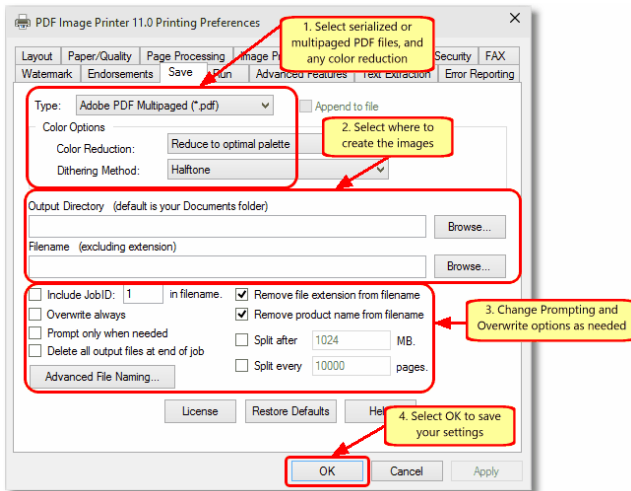 PDF Image Printer 11.0 Printing Preferences
1. Select serialized or
multipaged PDF files, and
any color reduction
Layout Paper/Quality Page Processing Security FAX
Watermark Endorsements Save Run Advanced Features Text Extraction Error Reporting
Type: Adobe PDF Multipaged (*.pdf) Append to file
Color Options
Color Reduction: Reduce to optimal palette
Dithering Method: Halftone
2. Select where to
create the images
Output Directory (default is your Documents folder)
Browse...
Filename (excluding extension)
Browse...
Include JobID: 1 in filename. Remove file extension from filename
Overwrite always Remove product name from filename
Prompt only when needed Split after 1024 MB.
Delete all output files at end of job Split every 10000 pages.
Advanced File Naming...
3. Change Prompting and
Overwrite options as needed
License Restore Defaults
4. Select OK to save
your settings
OK Cancel Apply